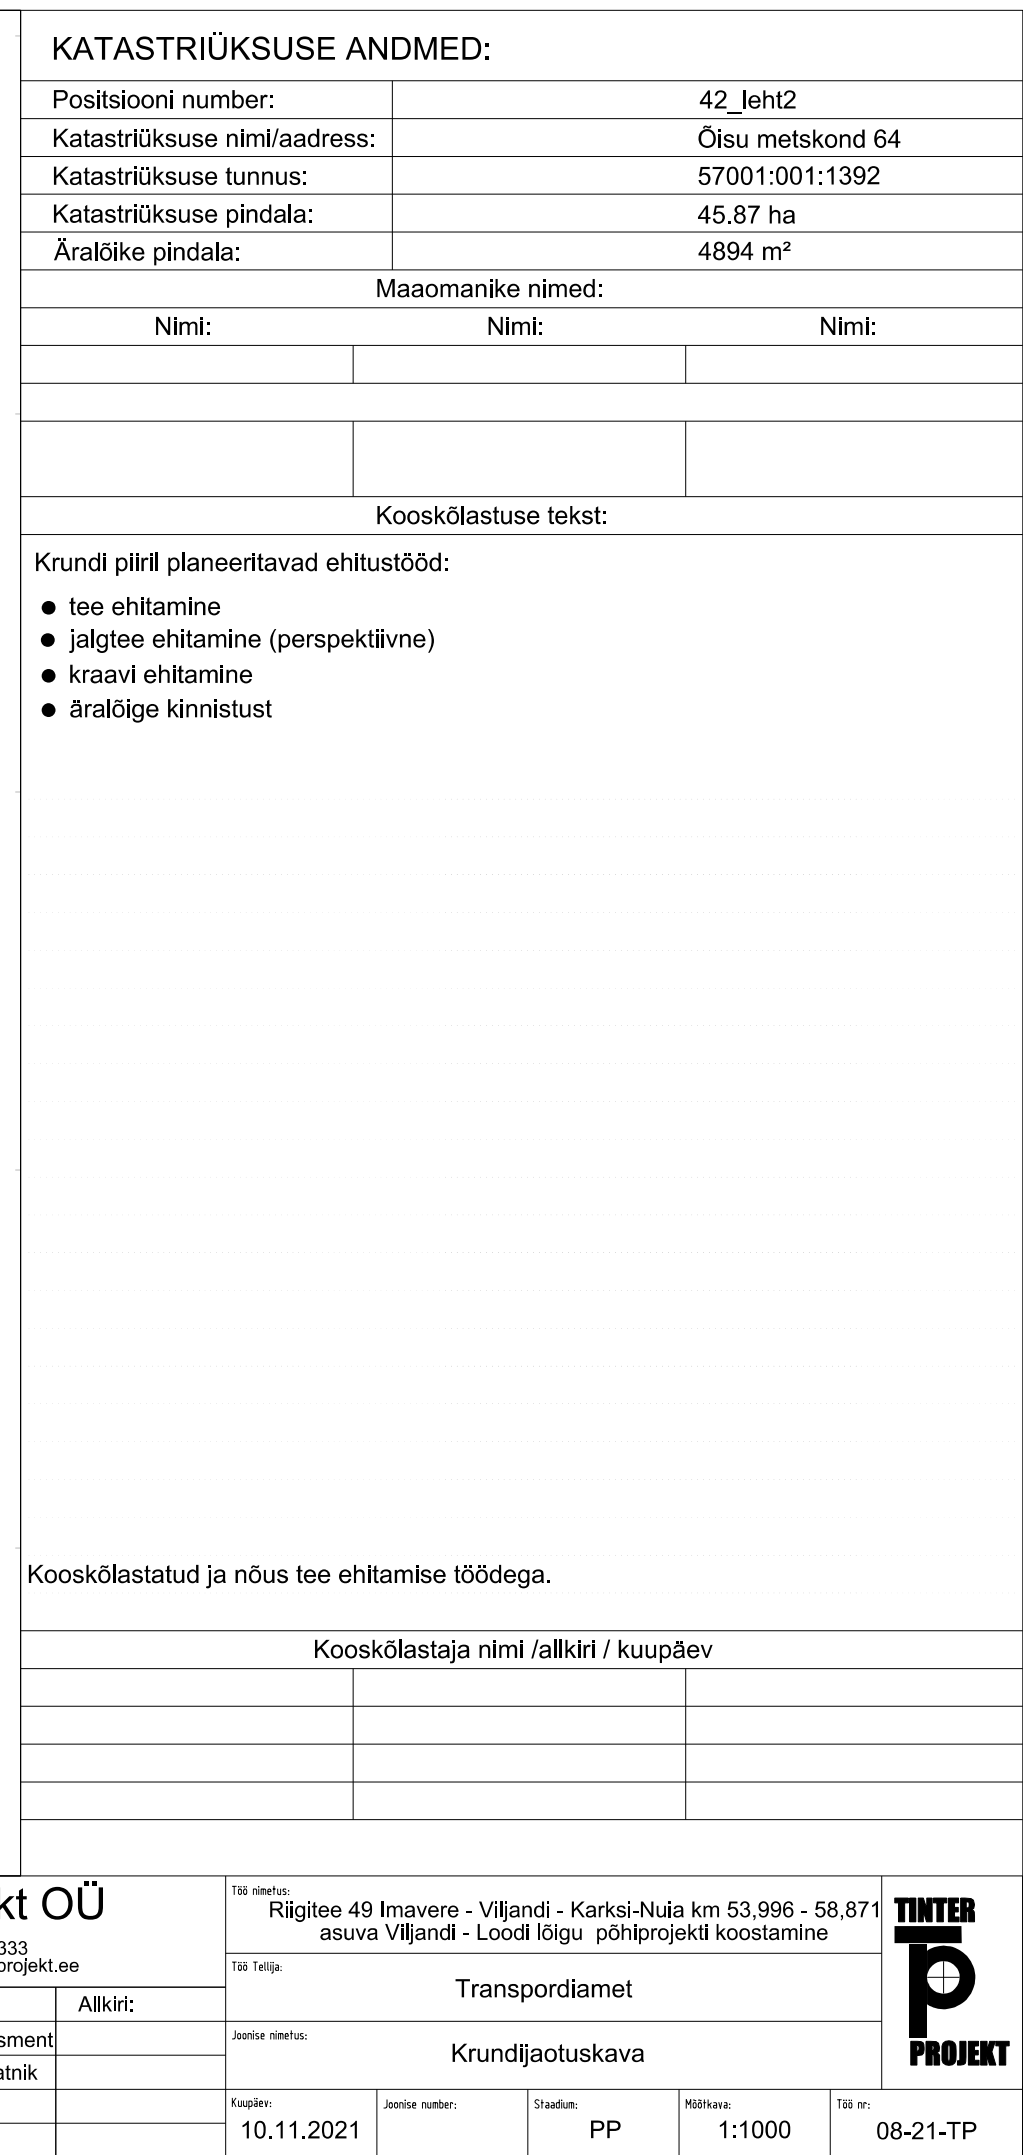 KATASTRIÜKSUSE ANDMED:
Positsiooni number: 42_leht2
Katastriüksuse nimi/aadress: Õisu metskond 64
Katastriüksuse tunnus: 57001:001:1392
Katastriüksuse pindala: 45.87 ha
Äralõike pindala: 4894 m²
Maaomanike nimed:
Nimi: Nimi: Nimi:
Kooskõlastuse tekst:
Krundi piiril planeeritavad ehitustööd:
● tee ehitamine
● jalgtee ehitamine (perspektiivne)
● kraavi ehitamine
● äralõige kinnistust
Kooskõlastatud ja nõus tee ehitamise töödega.
Kooskõlastaja nimi /allkiri / kuupäev
kt OÜ
333
projekt.ee
Allkiri:
sment
atnik
Töö nimetus:
Riigitee 49 Imavere - Viljandi - Karksi-Nuia km 53,996 - 58,871
asuva Viljandi - Loodi lõigu põhiprojekti koostamine
Töö Tellija:
Transpordiamet
Joonise nimetus:
Krundijaotuskava
TINTER
PROJEKT
Kuupäev: Joonise number: Staadium: Mõõtkava: Töö nr:
10.11.2021 PP 1:1000 08-21-TP